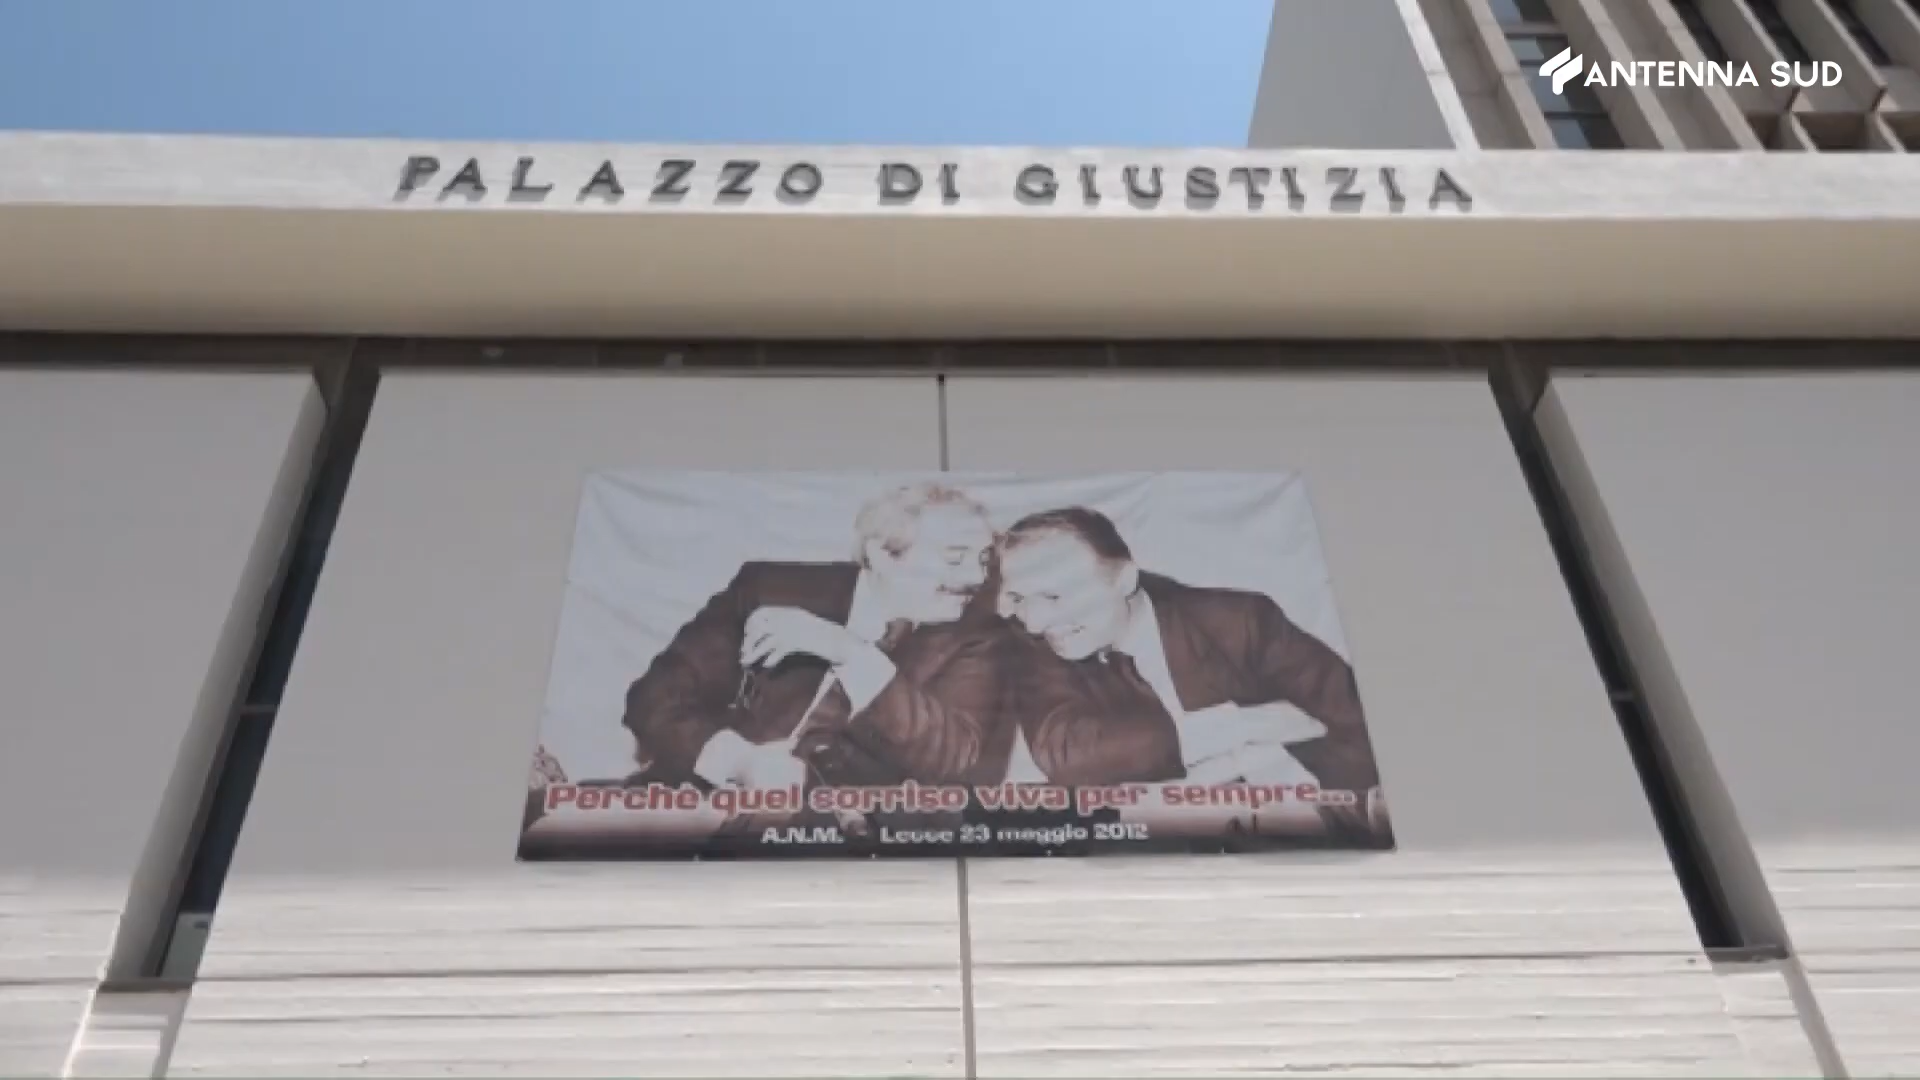 ANTENNA SUD
PALAZZO DI GIUSTIZIA
Perchè quel sorriso viva per sempre...
A.N.M. Lecce 23 maggio 2012